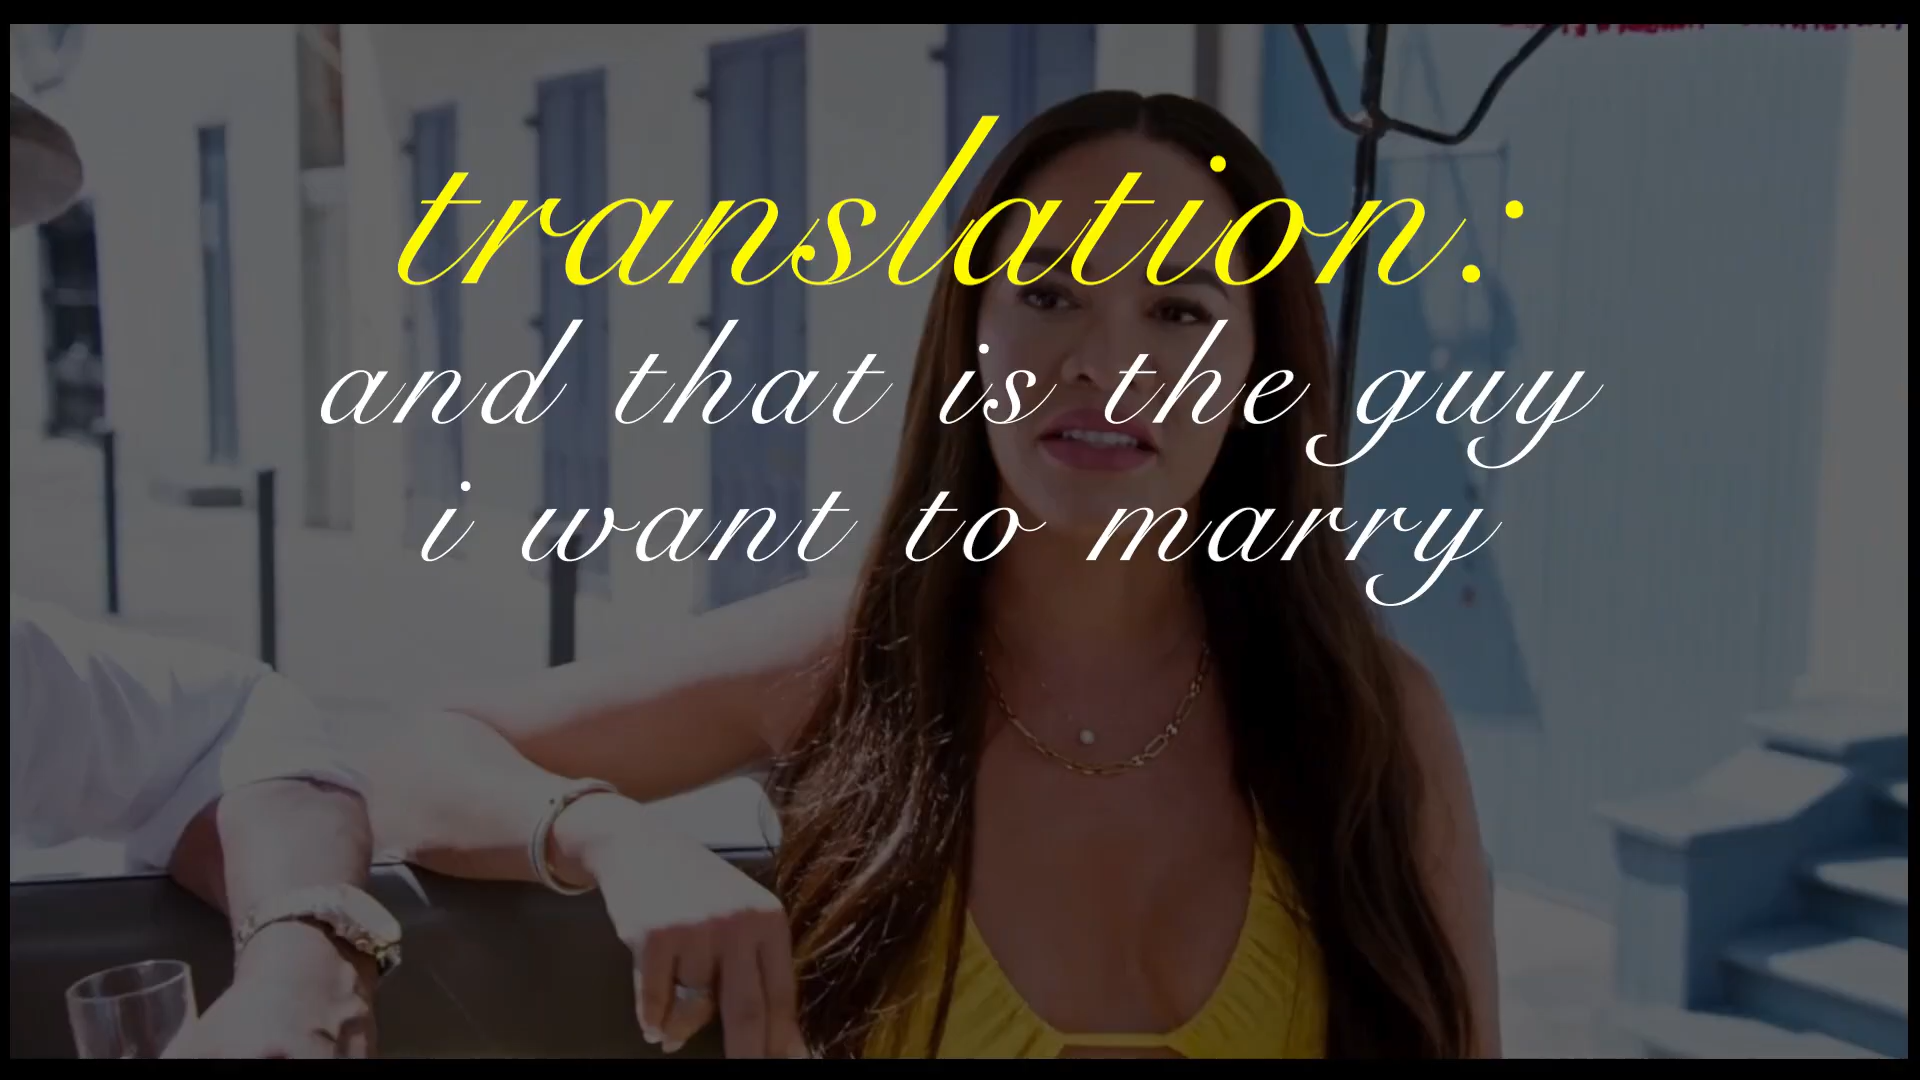 translation:
and that is the guy
i want to marry